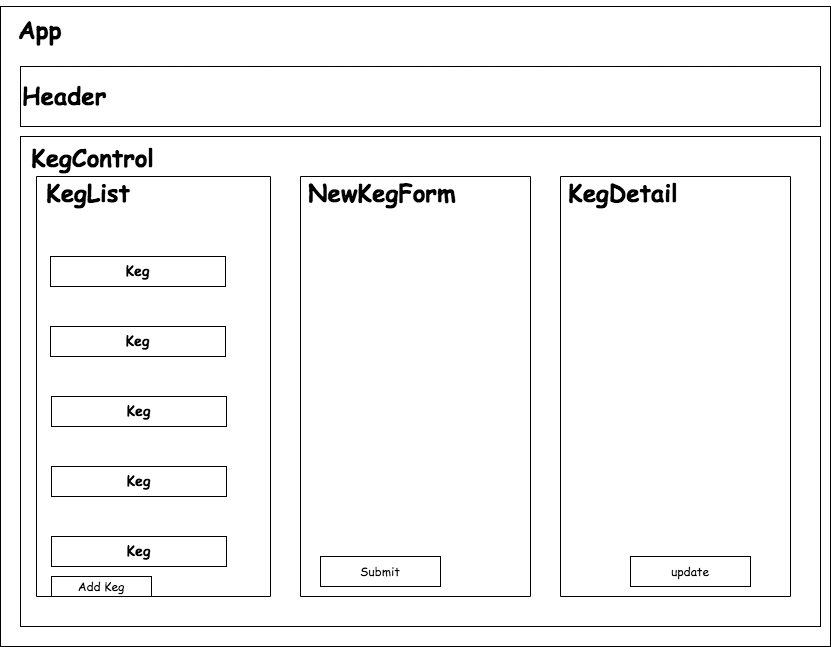 App
Header
KegControl
KegList
Keg
Keg
Keg
Keg
Keg
Add Keg
NewKegForm
Submit
KegDetail
update